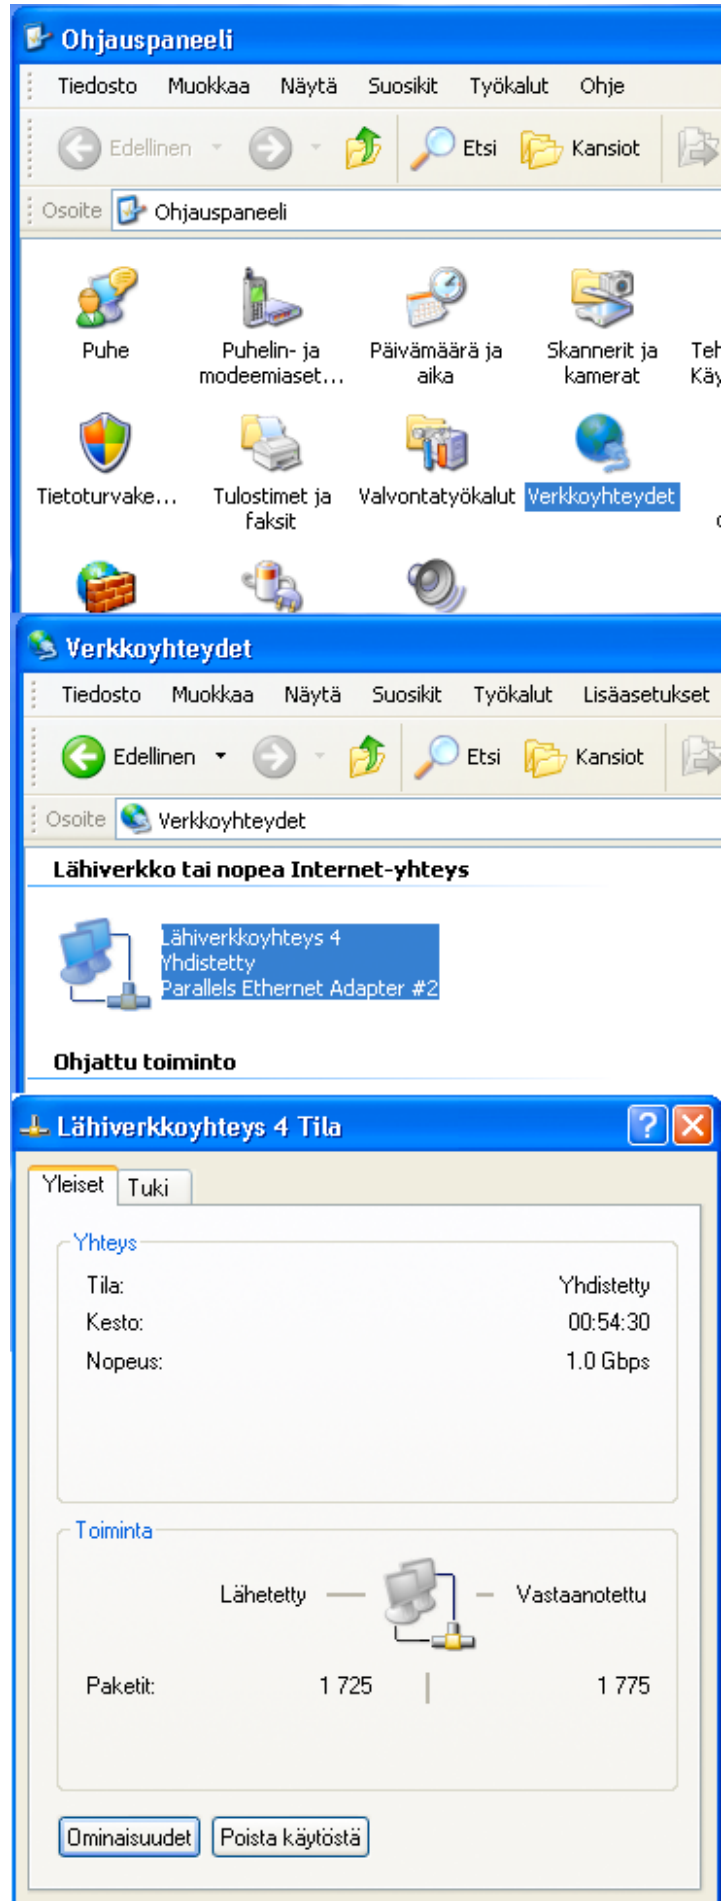 Ohjauspaneeli
Tiedosto Muokkaa Näytä Suosikit Työkalut Ohje
Edellinen Etsi Kansiot
Osoite Ohjauspaneeli
Puhe Puhelin- ja modeemiaset... Päivämäärä ja aika Skannerit ja kamerat
Tietoturvake... Tulostimet ja faksit Valvontatyökalut Verkkoyhteydet
Verkkoyhteydet
Tiedosto Muokkaa Näytä Suosikit Työkalut Lisäasetukset
Edellinen Etsi Kansiot
Osoite Verkkoyhteydet
Lähiverkko tai nopea Internet-yhteys
Lähiverkkoyhteys 4
Yhdistetty
Parallels Ethernet Adapter #2
Ohjattu toiminto
Lähiverkkoyhteys 4 Tila
Yleiset Tuki
Yhteys
Tila: Yhdistetty
Kesto: 00:54:30
Nopeus: 1.0 Gbps
Toiminta
Lähetetty Vastaanotettu
Paketit: 1 725 1 775
Ominaisuudet Poista käytöstä